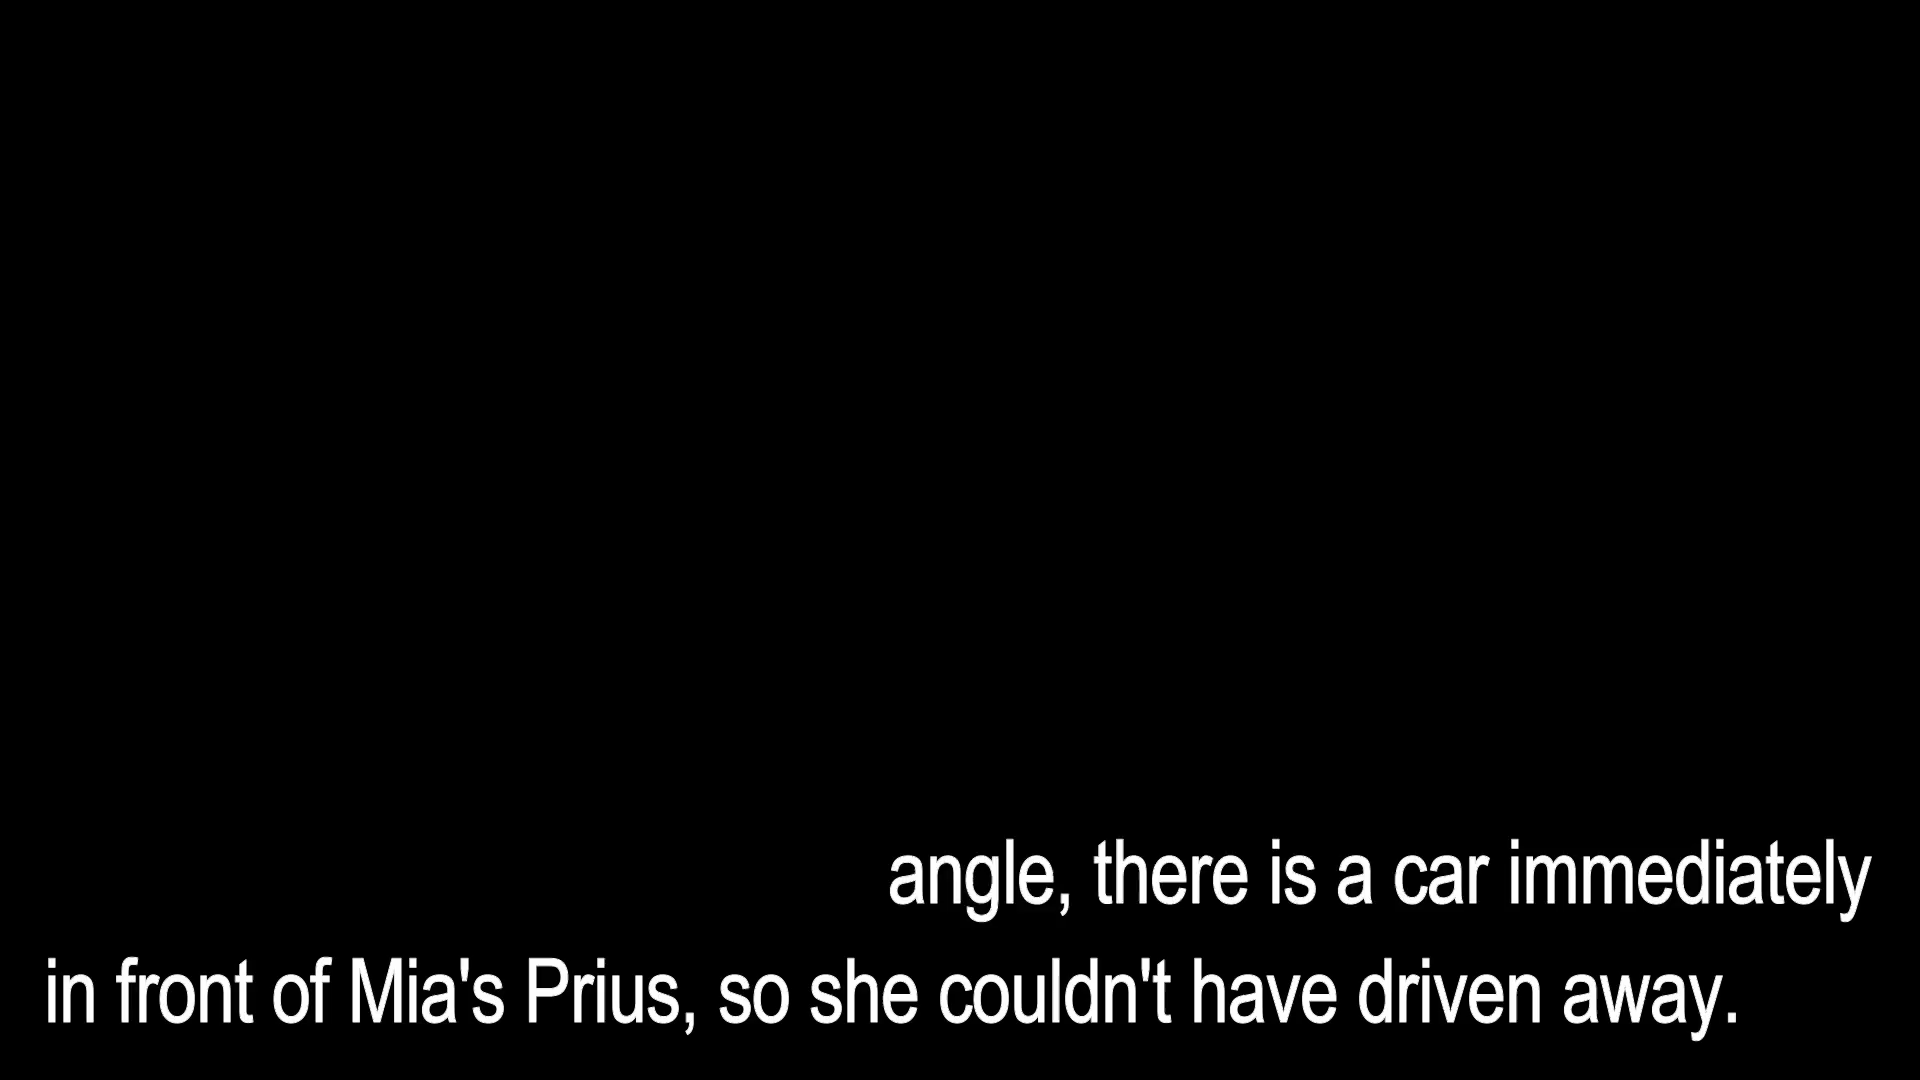 angle, there is a car immediately
in front of Mia's Prius, so she couldn't have driven away.